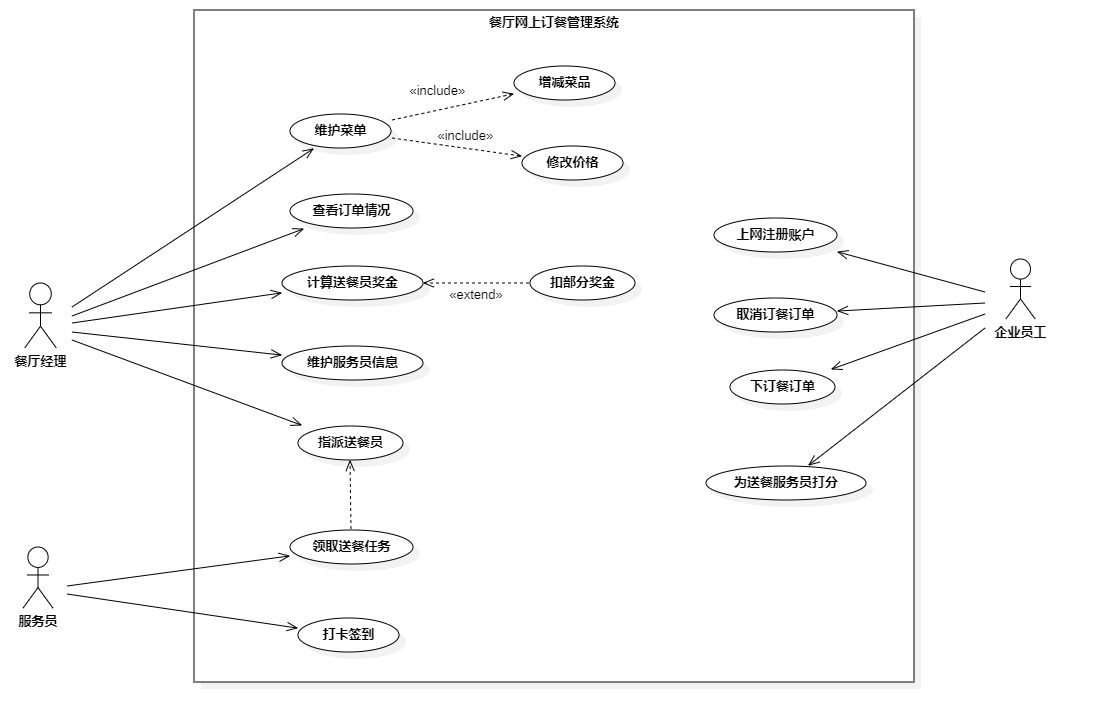 餐厅网上订餐管理系统
增减菜品
«include»
维护菜单
«include»
修改价格
查看订单情况
上网注册账户
计算送餐员奖金
扣部分奖金
«extend»
取消订餐订单
企业员工
餐厅经理
维护服务员信息
下订餐订单
指派送餐员
为送餐服务员打分
领取送餐任务
服务员
打卡签到